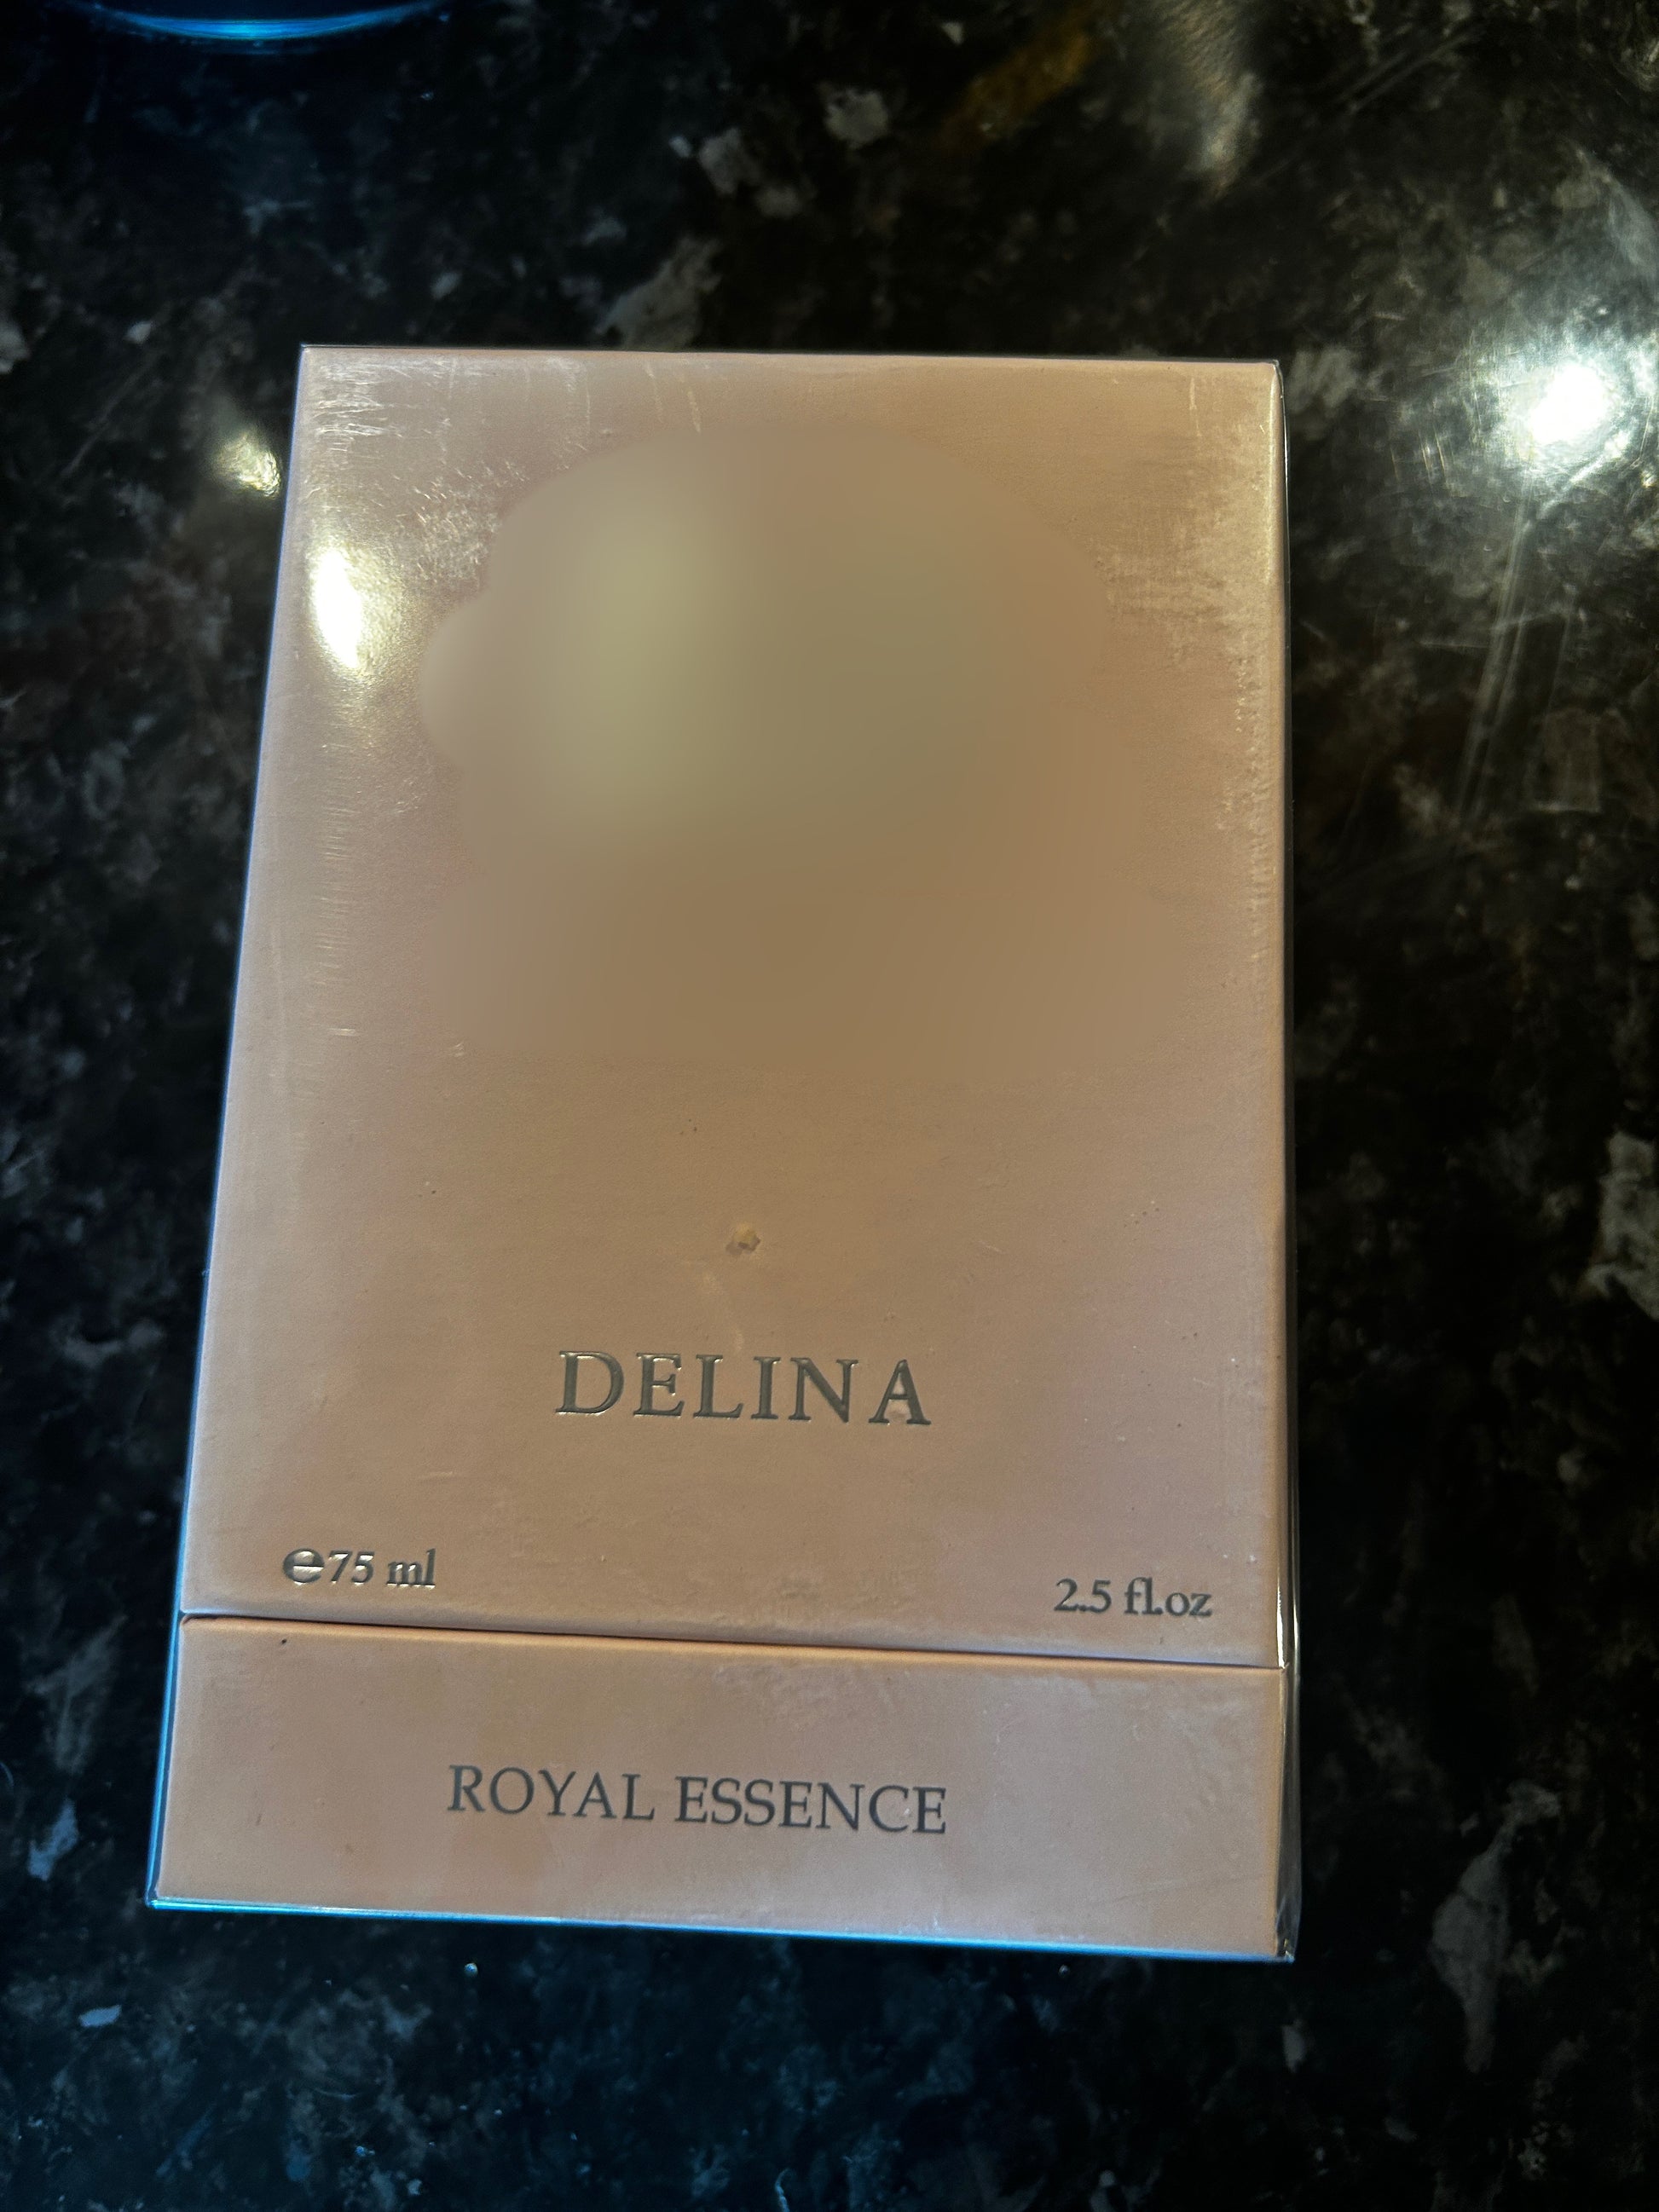 DELINA
℮75 ml 2.5 fl.oz
ROYAL ESSENCE